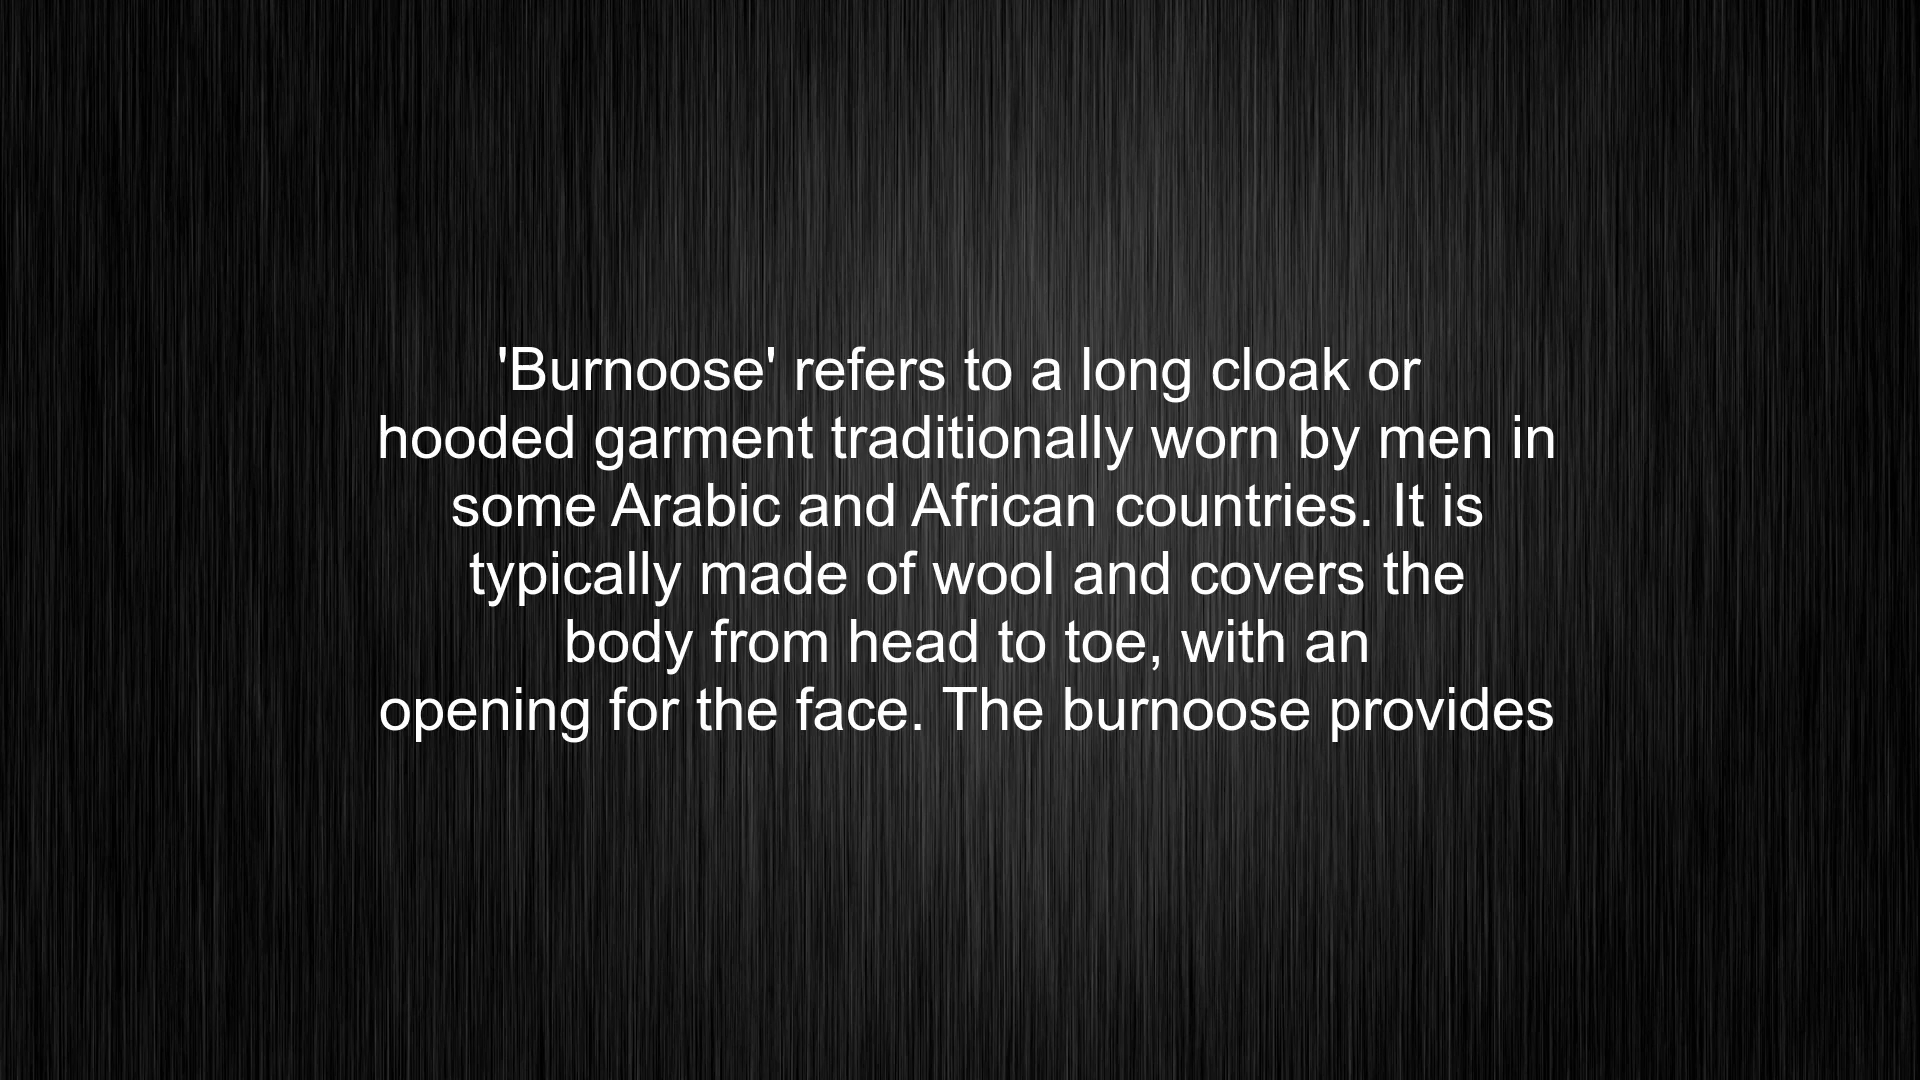 'Burnoose' refers to a long cloak or
hooded garment traditionally worn by men in
some Arabic and African countries. It is
typically made of wool and covers the
body from head to toe, with an
opening for the face. The burnoose provides